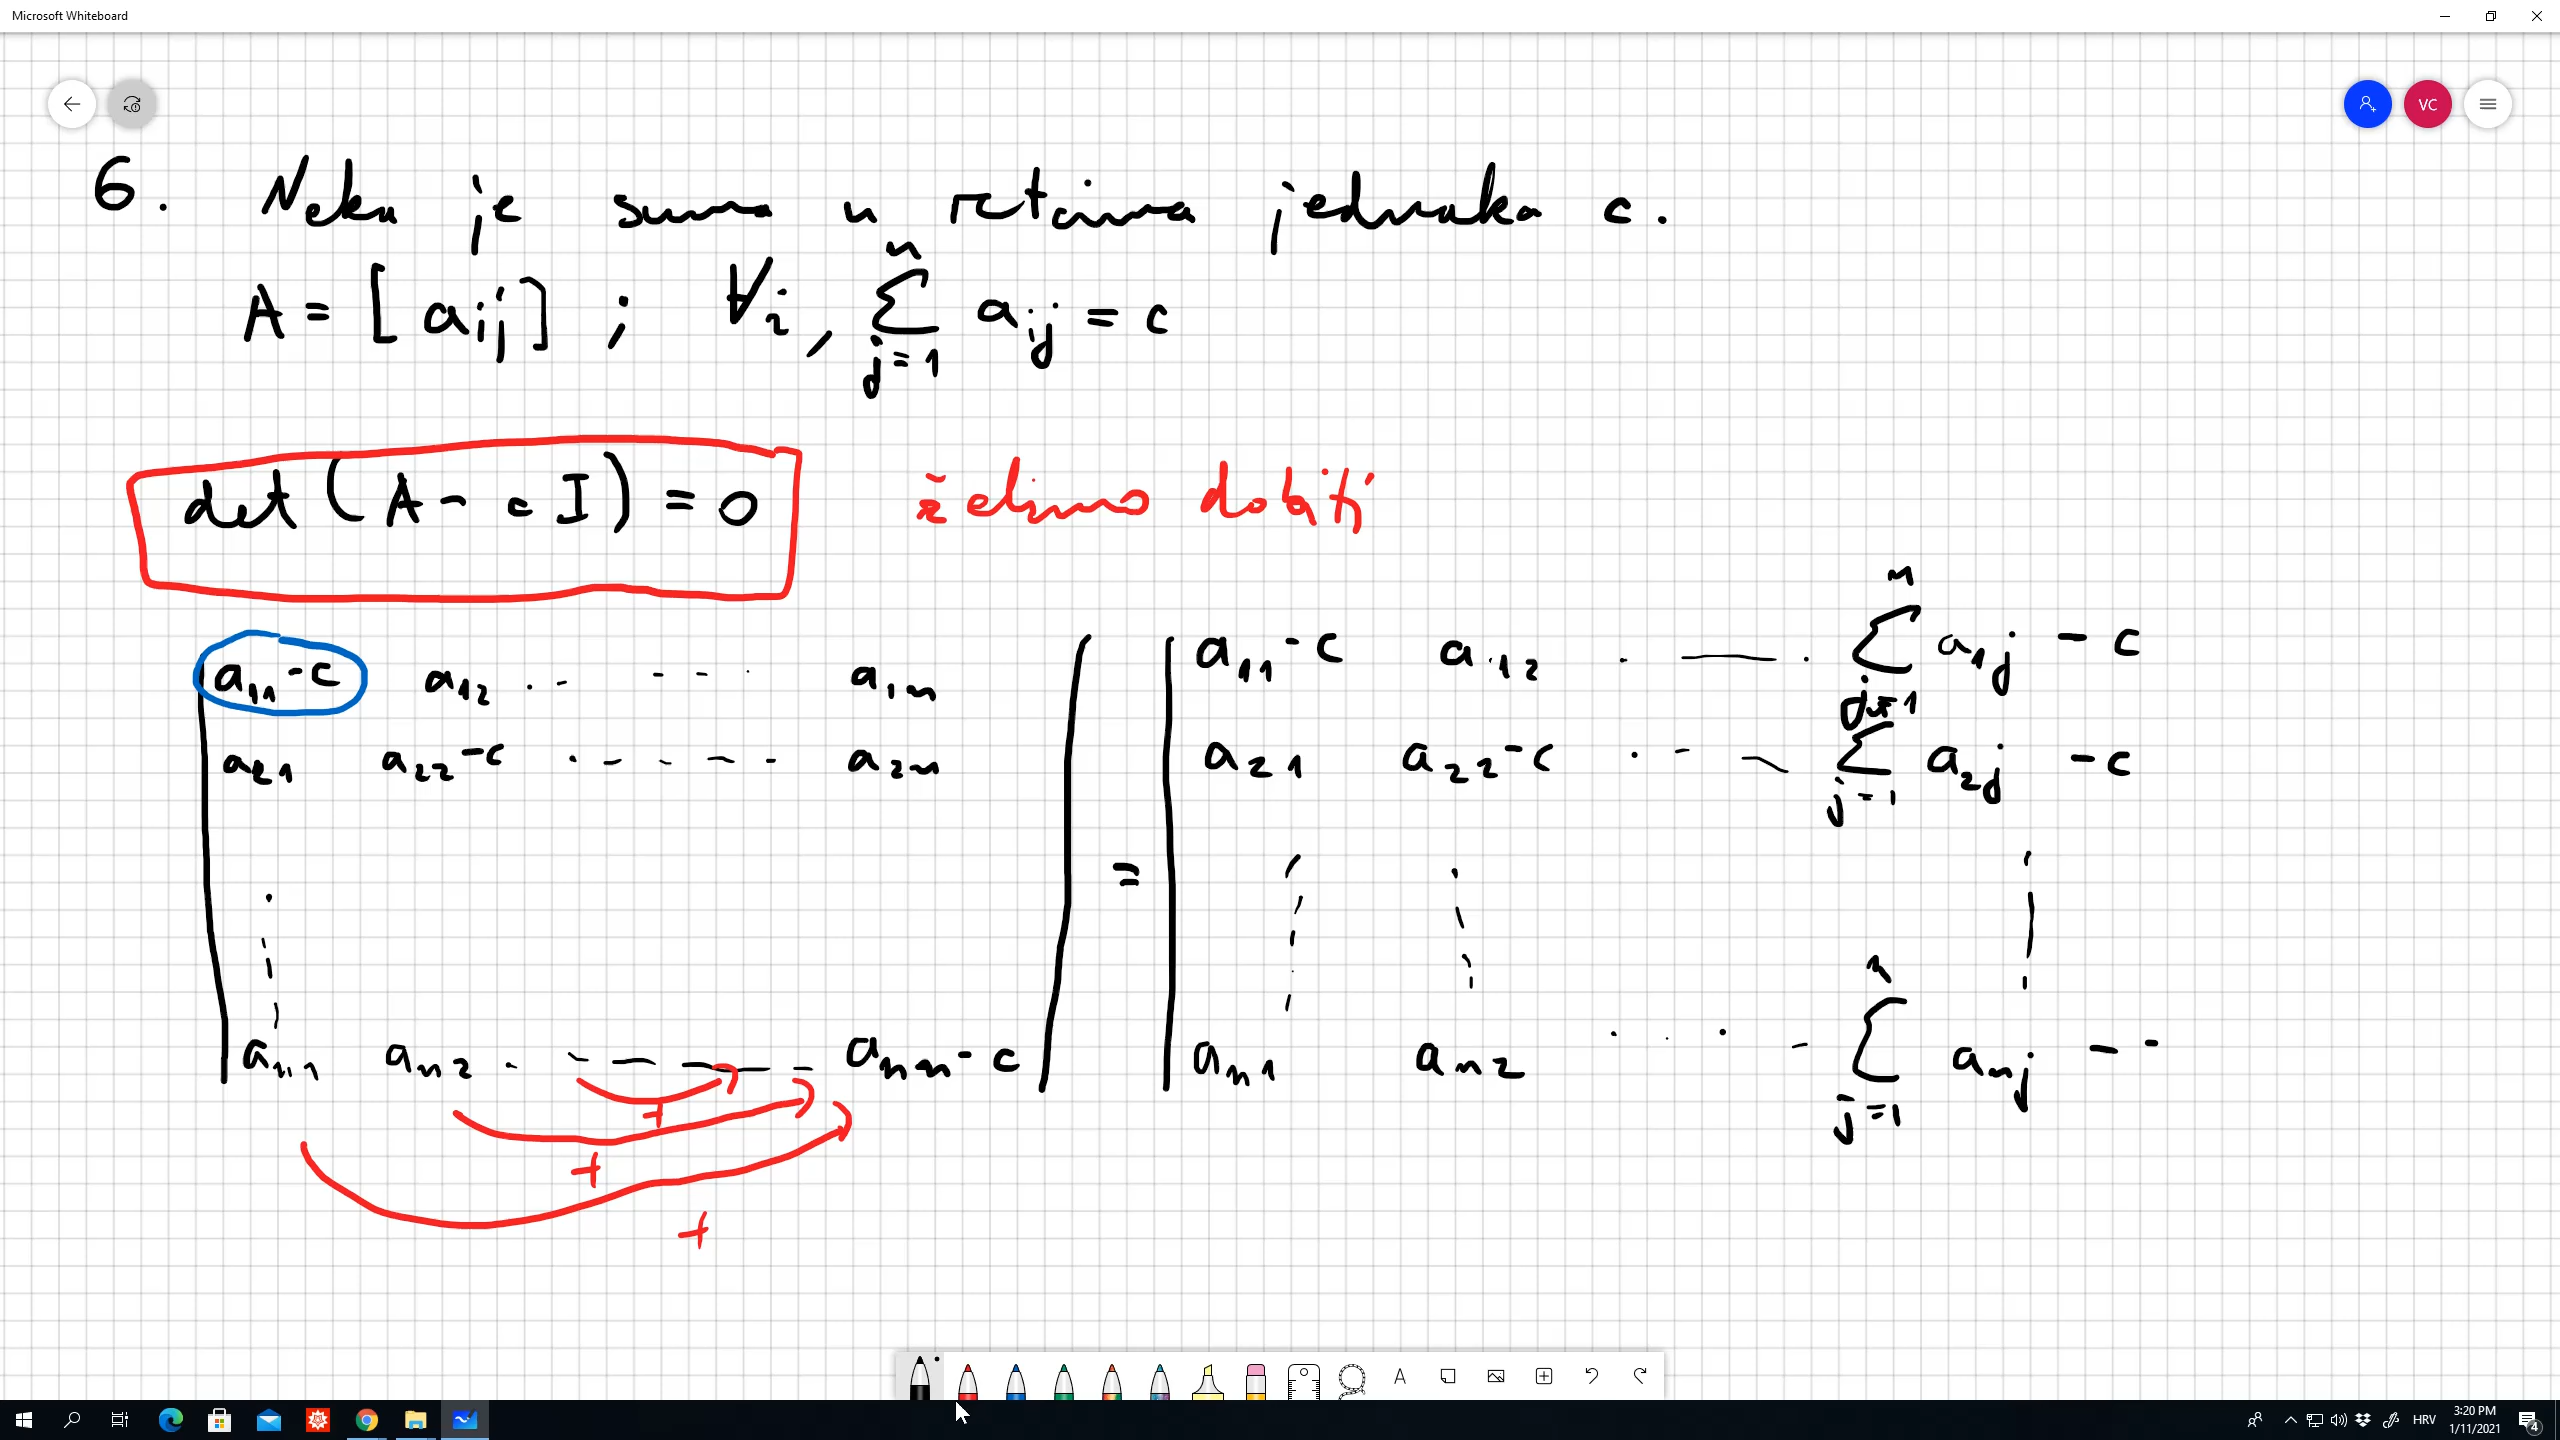 Microsoft Whiteboard
VC
6. Neka je suma u retcima jednaka c.
A = [aij] ; ∀i, n∑j=1 aij = c
det (A - cI) = 0 želimo dobiti
a11 - c a12 . - - - · a1n = a11 - c a12 . — . n∑j=1 a1j - c
a21 a22 - c · - - - - a2n a21 a22 - c · - - n∑j=1 a2j - c
an1 an2 . - - - - ann - c an1 an2 · · · - n∑j=1 anj - -
+
+
+
A
HRV
3:20 PM
1/11/2021
4